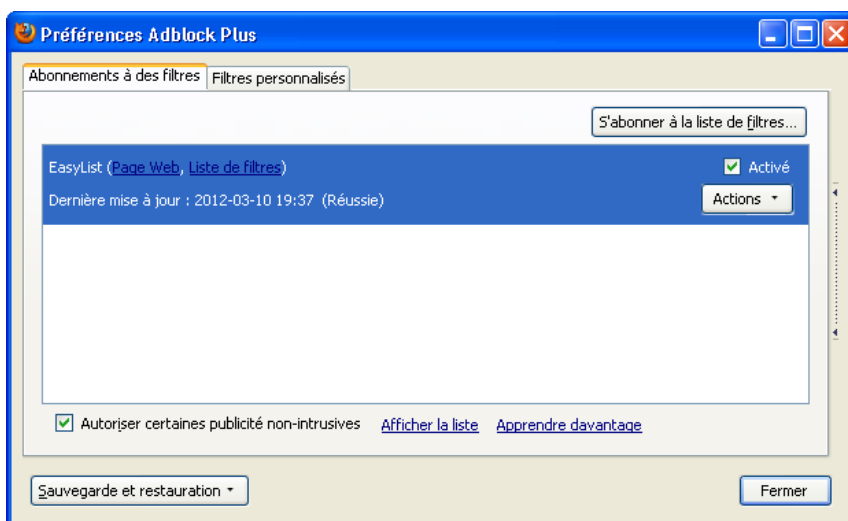 Préférences Adblock Plus
Abonnements à des filtres
Filtres personnalisés
S'abonner à la liste de filtres...
EasyList (Page Web, Liste de filtres)
Activé
Dernière mise à jour : 2012-03-10 19:37 (Réussie)
Actions
Autoriser certaines publicité non-intrusives
Afficher la liste
Apprendre davantage
Sauvegarde et restauration
Fermer